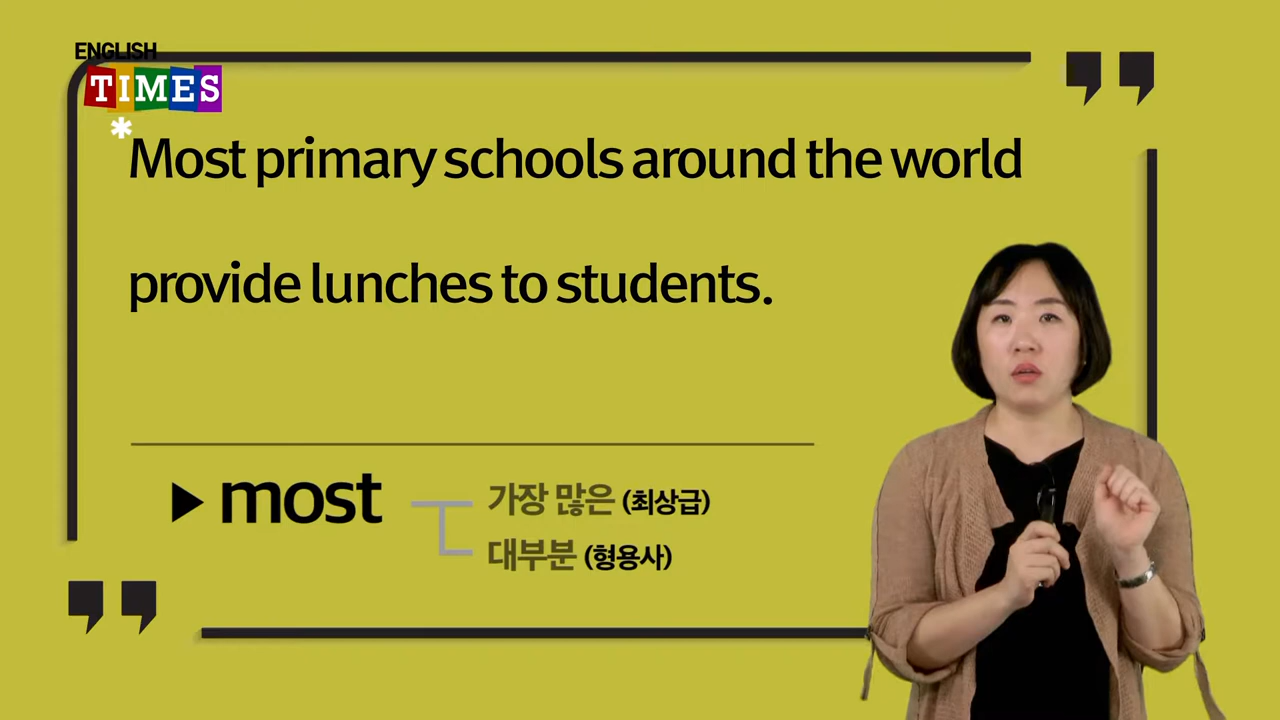 ENGLISH
TIMES
*Most primary schools around the world
provide lunches to students.
▶ most
가장 많은 (최상급)
대부분 (형용사)